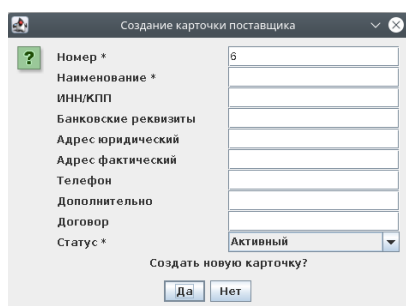 Создание карточки поставщика
? Номер * 6
Наименование *
ИНН/КПП
Банковские реквизиты
Адрес юридический
Адрес фактический
Телефон
Дополнительно
Договор
Статус * Активный
Создать новую карточку?
Да Нет